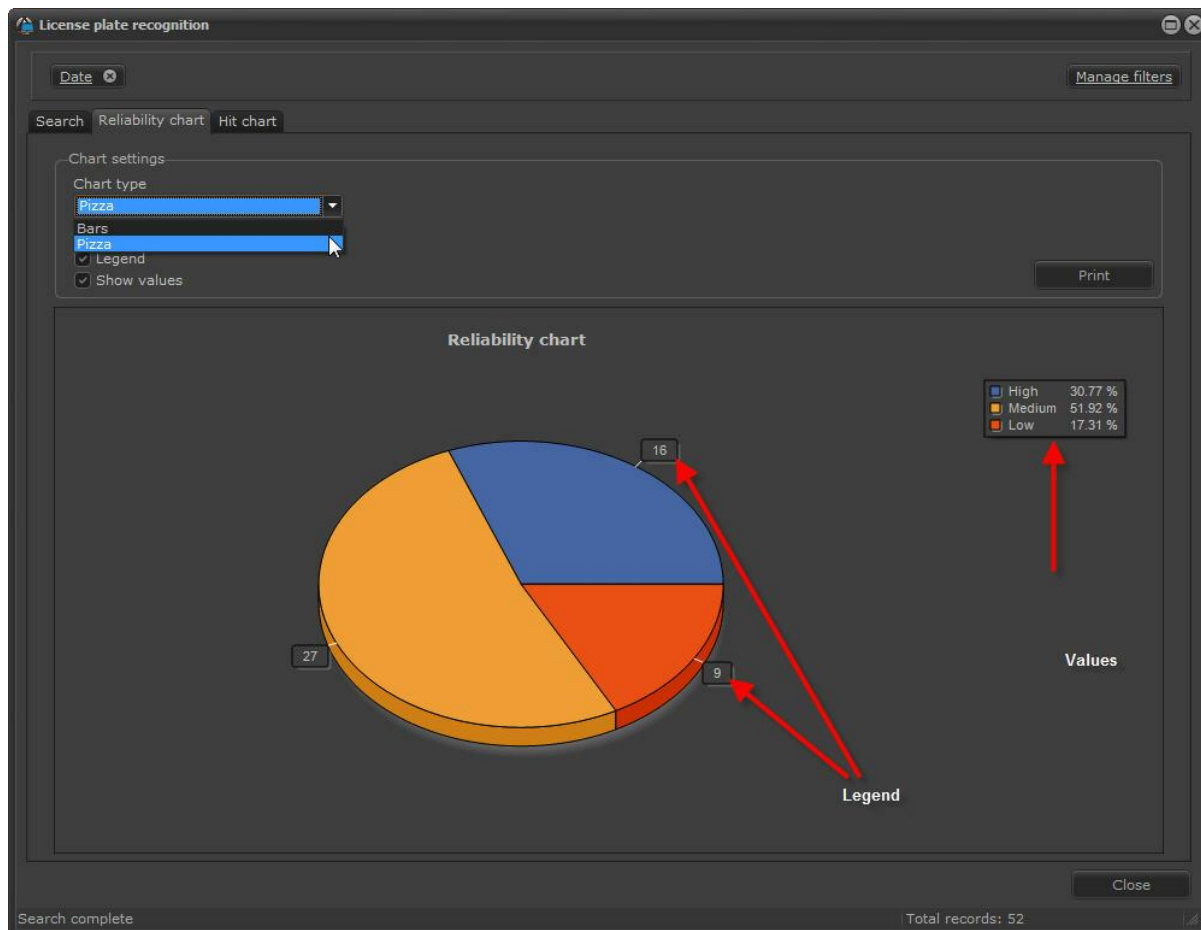 License plate recognition
Date
Manage filters
Search Reliability chart Hit chart
Chart settings
Chart type
Pizza
Bars
Pizza
Legend
Show values
Print
Reliability chart
High 30.77 %
Medium 51.92 %
Low 17.31 %
16
27
9
Values
Legend
Close
Search complete Total records: 52